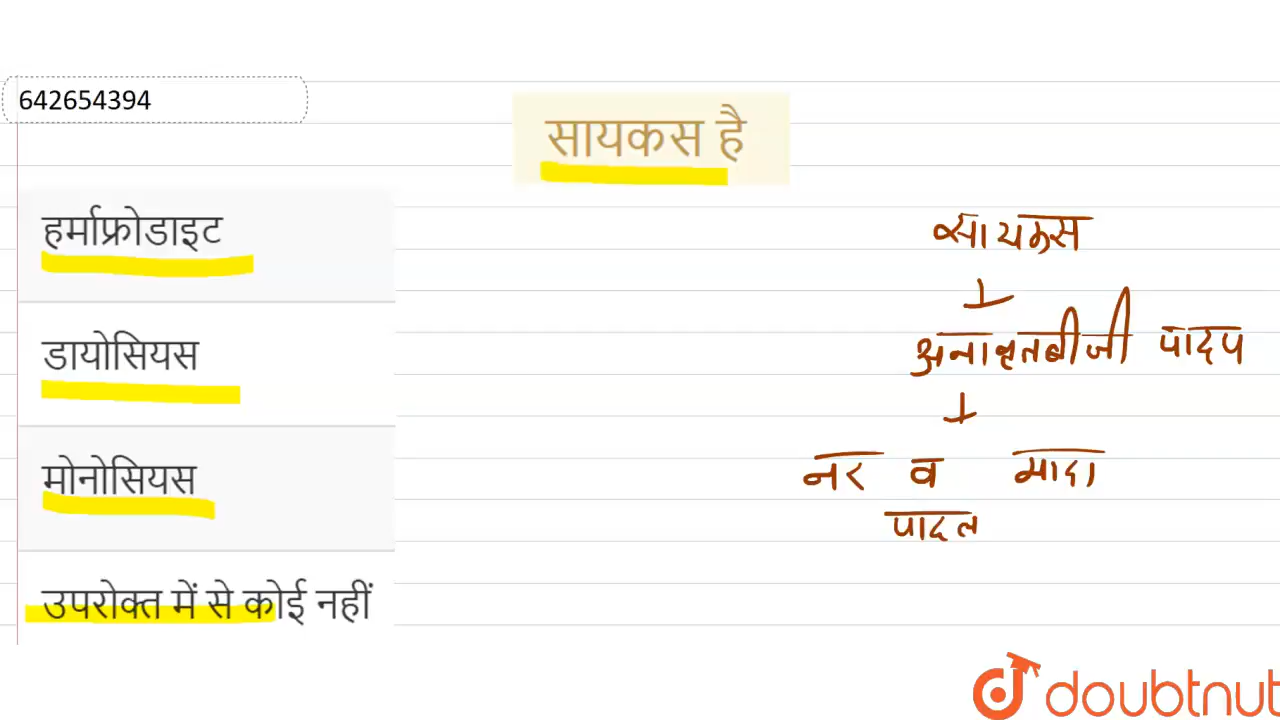 642654394
सायकस है
हर्माफ्रोडाइट
डायोसियस
मोनोसियस
उपरोक्त में से कोई नहीं
सायकस
अनावृतबीजी पादप
नर व मादा
पादप
doubtnut